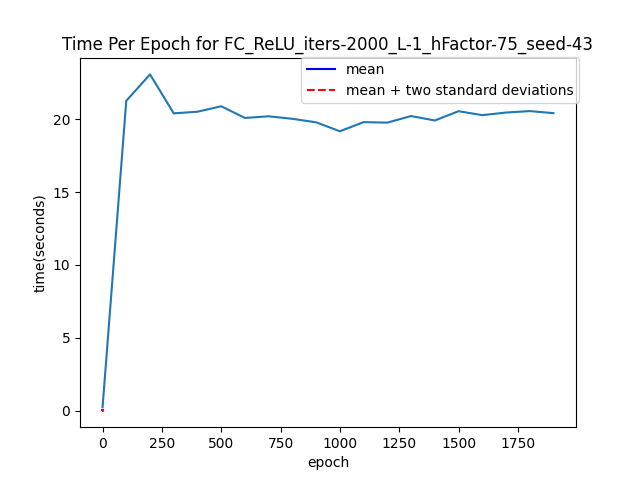 Time Per Epoch for FC_ReLU_iters-2000_L-1_hFactor-75_seed-43
mean
mean + two standard deviations
time(seconds)
20
15
10
5
0
0
250
500
750
1000
1250
1500
1750
epoch